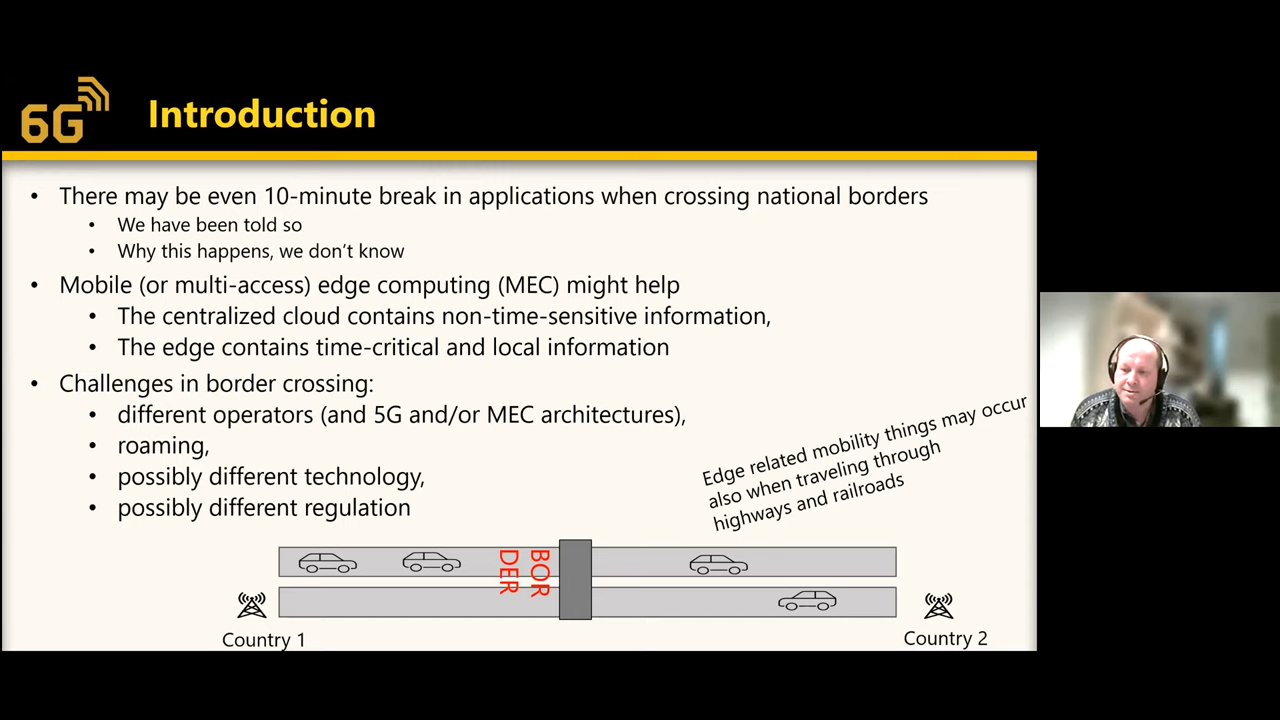 6G
Introduction
• There may be even 10-minute break in applications when crossing national borders
• We have been told so
• Why this happens, we don’t know
• Mobile (or multi-access) edge computing (MEC) might help
• The centralized cloud contains non-time-sensitive information,
• The edge contains time-critical and local information
• Challenges in border crossing:
• different operators (and 5G and/or MEC architectures),
• roaming,
• possibly different technology,
• possibly different regulation
Edge related mobility things may occur
also when traveling through
highways and railroads
BOR
DER
Country 1
Country 2